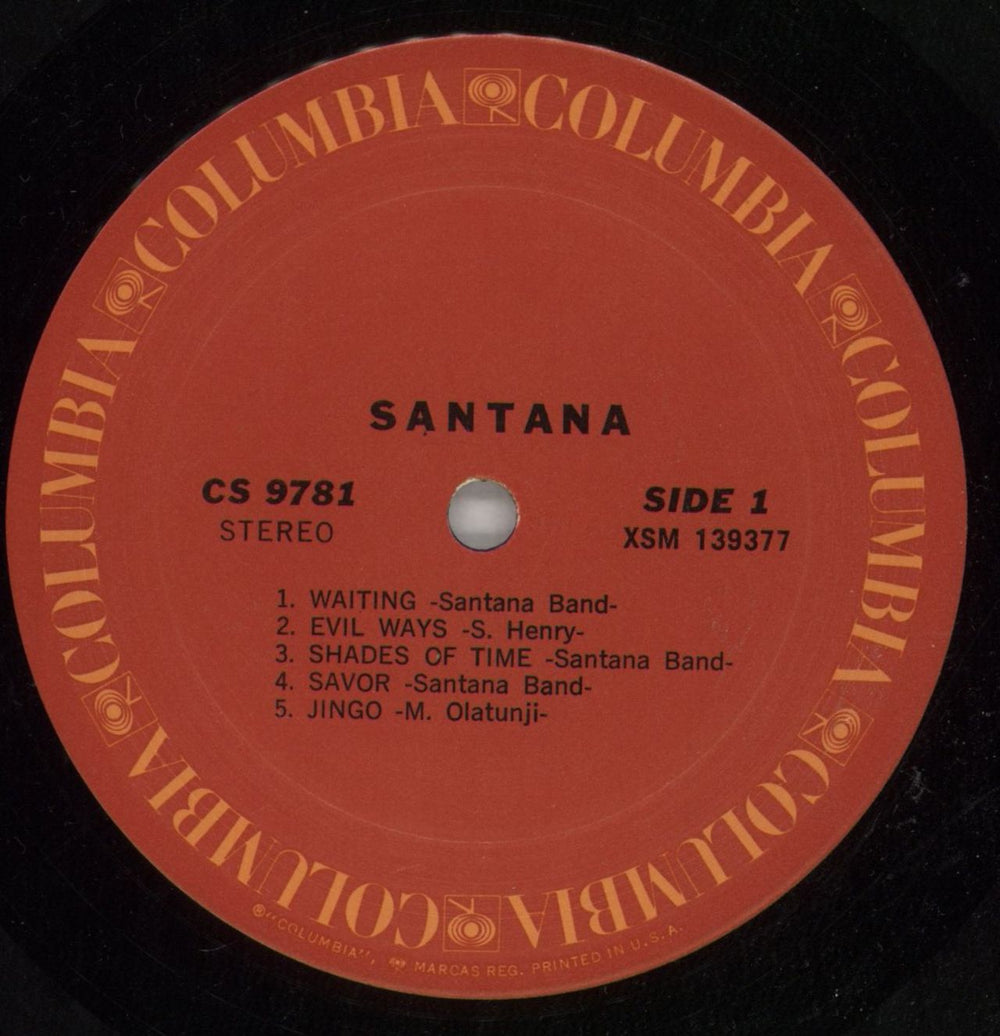 COLUMBIA COLUMBIA COLUMBIA COLUMBIA COLUMBIA COLUMBIA
SANTANA
CS 9781
STEREO
SIDE 1
XSM 139377
1. WAITING -Santana Band-
2. EVIL WAYS -S. Henry-
3. SHADES OF TIME -Santana Band-
4. SAVOR -Santana Band-
5. JINGO -M. Olatunji-
®"COLUMBIA", MARCAS REG. PRINTED IN U.S.A.